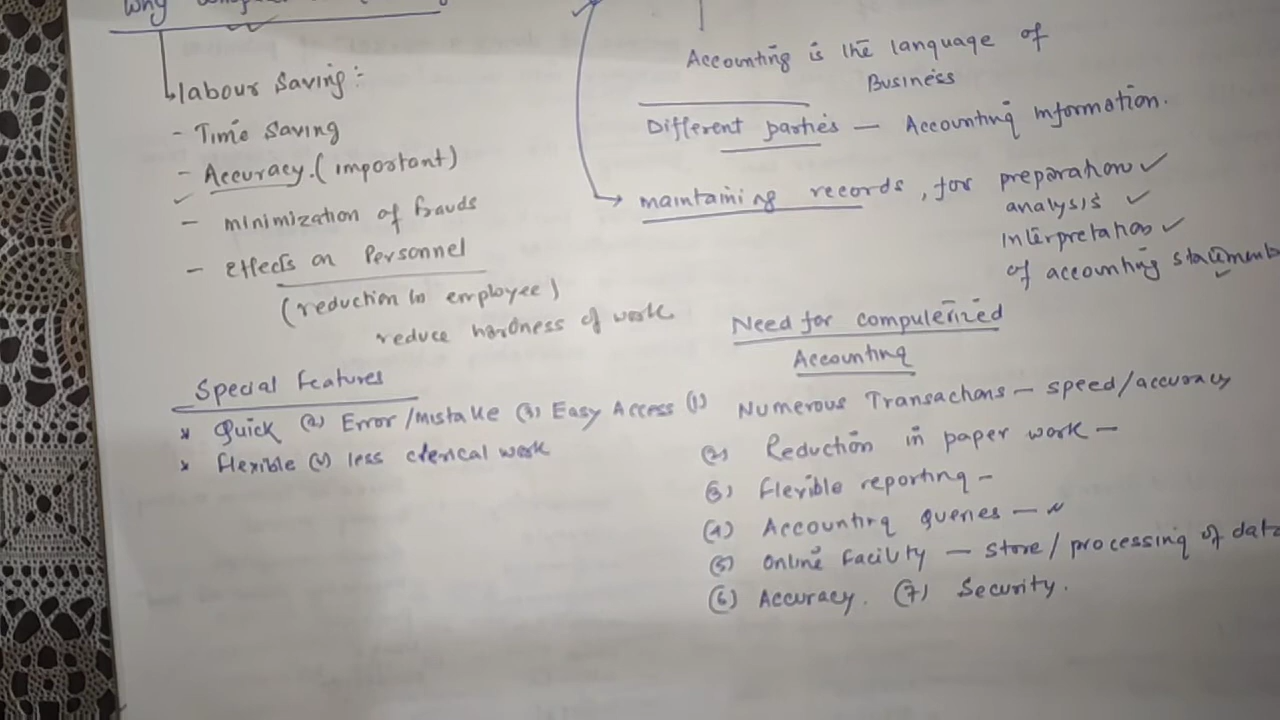 Why
labour saving:-
- Time saving
- Accuracy. (important)
- minimization of frauds
- effects on Personnel
(reduction in employee)
reduce hardness of work
Special Features
* Quick (2) Error/mistake (3) Easy Access
* Flexible (4) less clerical work
Accounting is the language of
Business
Different parties — Accounting information.
maintaining records, for preparation
analysis
interpretation
of accounting statement
Need for computerized
Accounting
(1) Numerous Transactions - speed/accuracy
(2) Reduction in paper work -
(3) flexible reporting -
(4) Accounting queries -
(5) online facility - store/processing of data
(6) Accuracy. (7) Security.